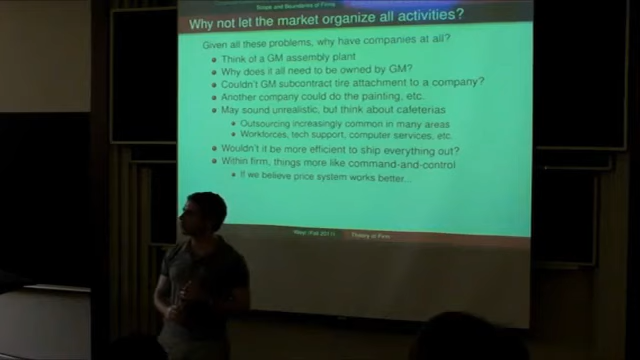 Scope and Boundaries of Firms
Why not let the market organize all activities?
Given all these problems, why have companies at all?
Think of a GM assembly plant
Why does it all need to be owned by GM?
Couldn't GM subcontract tire attachment to a company?
Another company could do the painting, etc.
May sound unrealistic, but think about cafeterias
Outsourcing increasingly common in many areas
Workforces, tech support, computer services, etc.
Wouldn't it be more efficient to ship everything out?
Within firm, things more like command-and-control
If we believe price system works better...
(Fall 2011) Theory of Firm